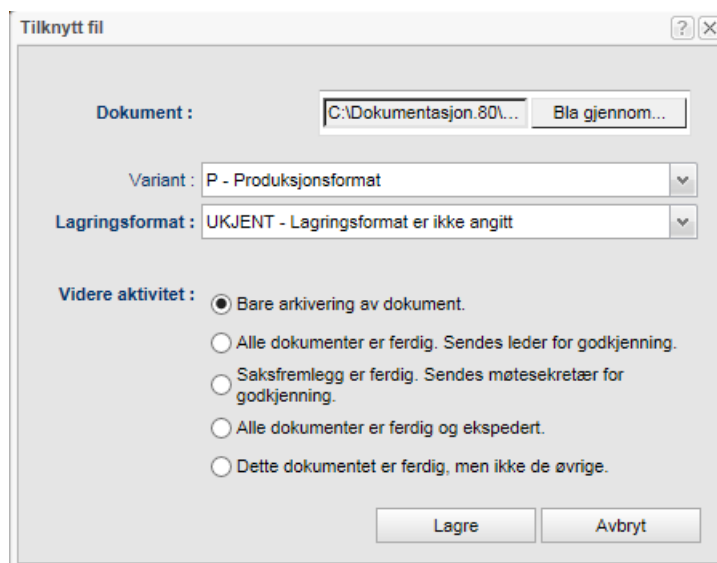 Tilknytt fil
Dokument : C:\Dokumentasjon.80\... Bla gjennom...
Variant : P - Produksjonsformat
Lagringsformat : UKJENT - Lagringsformat er ikke angitt
Videre aktivitet : Bare arkivering av dokument.
Alle dokumenter er ferdig. Sendes leder for godkjenning.
Saksfremlegg er ferdig. Sendes møtesekretær for
godkjenning.
Alle dokumenter er ferdig og ekspedert.
Dette dokumentet er ferdig, men ikke de øvrige.
Lagre Avbryt